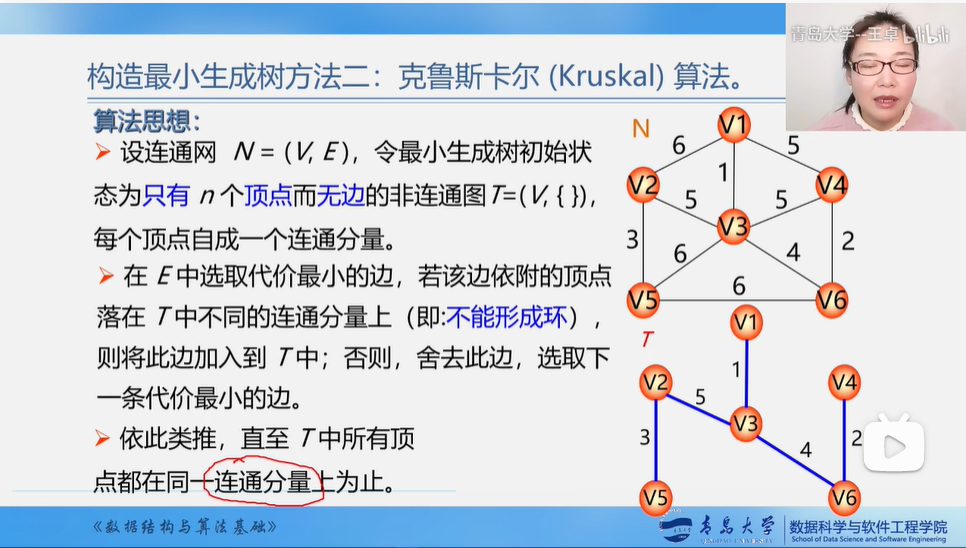 青岛大学--王卓 bilibili
构造最小生成树方法二：克鲁斯卡尔 (Kruskal) 算法。
算法思想：
设连通网 N = (V, E )，令最小生成树初始状
态为只有 n 个顶点而无边的非连通图T=(V, { })，
每个顶点自成一个连通分量。
在 E 中选取代价最小的边，若该边依附的顶点
落在 T 中不同的连通分量上（即:不能形成环），
则将此边加入到 T 中；否则，舍去此边，选取下
一条代价最小的边。
依此类推，直至 T 中所有顶
点都在同一连通分量上为止。
N
V1
6
5
V2
1
V4
5
5
V3
3
2
6
4
V5
6
V6
T
V1
1
V2
V4
5
V3
3
2
4
V5
V6
《数据结构与算法基础》
青岛大学
QINGDAO UNIVERSITY
数据科学与软件工程学院
School of Data Science and Software Engineering